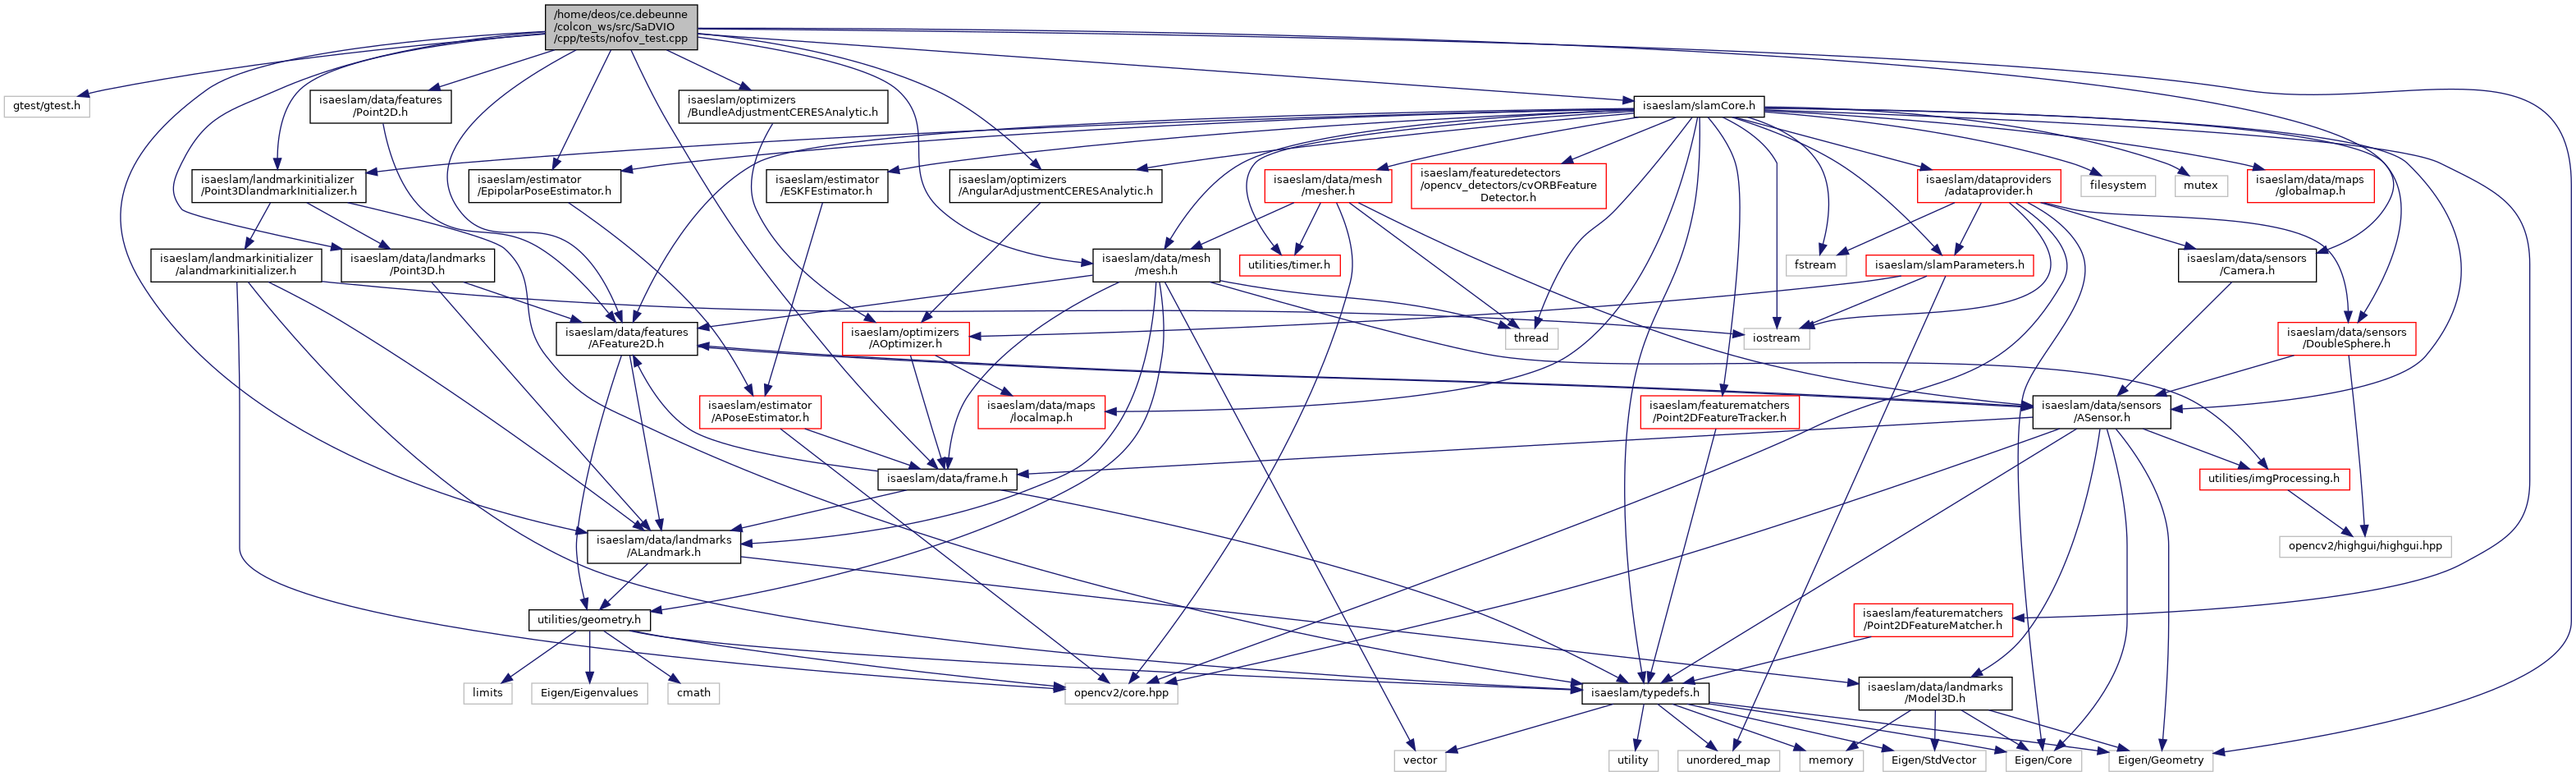 /home/deos/ce.debeunne
/colcon_ws/src/SaDVIO
/cpp/tests/nofov_test.cpp
gtest/gtest.h
isaeslam/data/features
/Point2D.h
isaeslam/optimizers
/BundleAdjustmentCERESAnalytic.h
isaeslam/slamCore.h
isaeslam/landmarkinitializer
/Point3DlandmarkInitializer.h
isaeslam/estimator
/EpipolarPoseEstimator.h
isaeslam/estimator
/ESKFEstimator.h
isaeslam/optimizers
/AngularAdjustmentCERESAnalytic.h
isaeslam/data/mesh
/mesher.h
isaeslam/featuredetectors
/opencv_detectors/cvORBFeature
Detector.h
isaeslam/dataproviders
/adataprovider.h
filesystem
mutex
isaeslam/data/maps
/globalmap.h
isaeslam/landmarkinitializer
/alandmarkinitializer.h
isaeslam/data/landmarks
/Point3D.h
isaeslam/data/mesh
/mesh.h
utilities/timer.h
fstream
isaeslam/slamParameters.h
isaeslam/data/sensors
/Camera.h
isaeslam/data/features
/AFeature2D.h
isaeslam/optimizers
/AOptimizer.h
thread
iostream
isaeslam/data/sensors
/DoubleSphere.h
isaeslam/estimator
/APoseEstimator.h
isaeslam/data/maps
/localmap.h
isaeslam/featurematchers
/Point2DFeatureTracker.h
isaeslam/data/sensors
/ASensor.h
isaeslam/data/frame.h
utilities/imgProcessing.h
isaeslam/data/landmarks
/ALandmark.h
opencv2/highgui/highgui.hpp
utilities/geometry.h
isaeslam/featurematchers
/Point2DFeatureMatcher.h
limits
Eigen/Eigenvalues
cmath
opencv2/core.hpp
isaeslam/typedefs.h
isaeslam/data/landmarks
/Model3D.h
vector
utility
unordered_map
memory
Eigen/StdVector
Eigen/Core
Eigen/Geometry